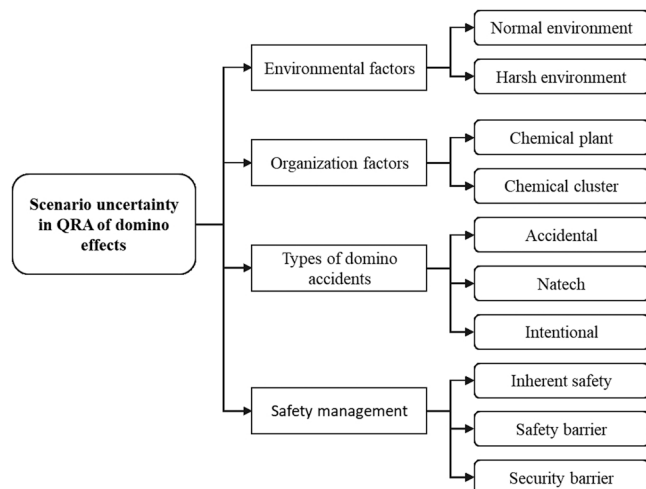 Scenario uncertainty
in QRA of domino
effects
Environmental factors
Normal environment
Harsh environment
Organization factors
Chemical plant
Chemical cluster
Types of domino
accidents
Accidental
Natech
Intentional
Safety management
Inherent safety
Safety barrier
Security barrier